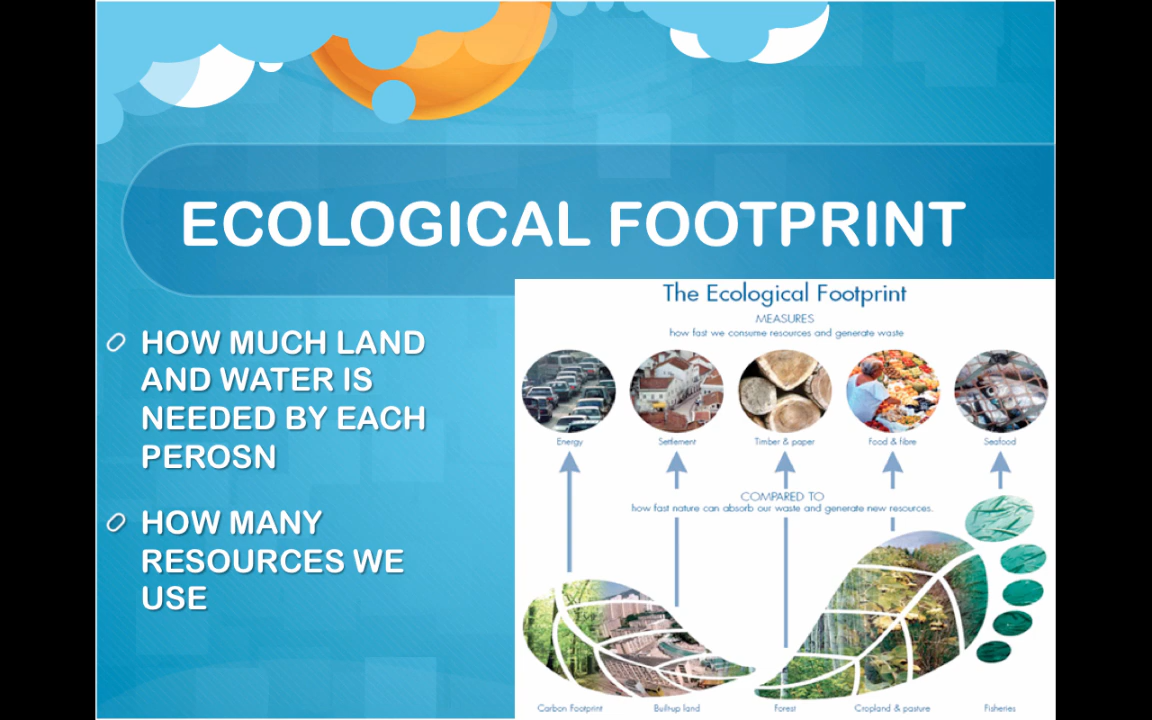 ECOLOGICAL FOOTPRINT
HOW MUCH LAND
AND WATER IS
NEEDED BY EACH
PEROSN
HOW MANY
RESOURCES WE
USE
The Ecological Footprint
MEASURES
how fast we consume resources and generate waste
Energy Settlement Timber & paper Food & fibre Seafood
COMPARED TO
how fast nature can absorb our waste and generate new resources.
Carbon Footprint Built-up land Forest Cropland & pasture Fisheries